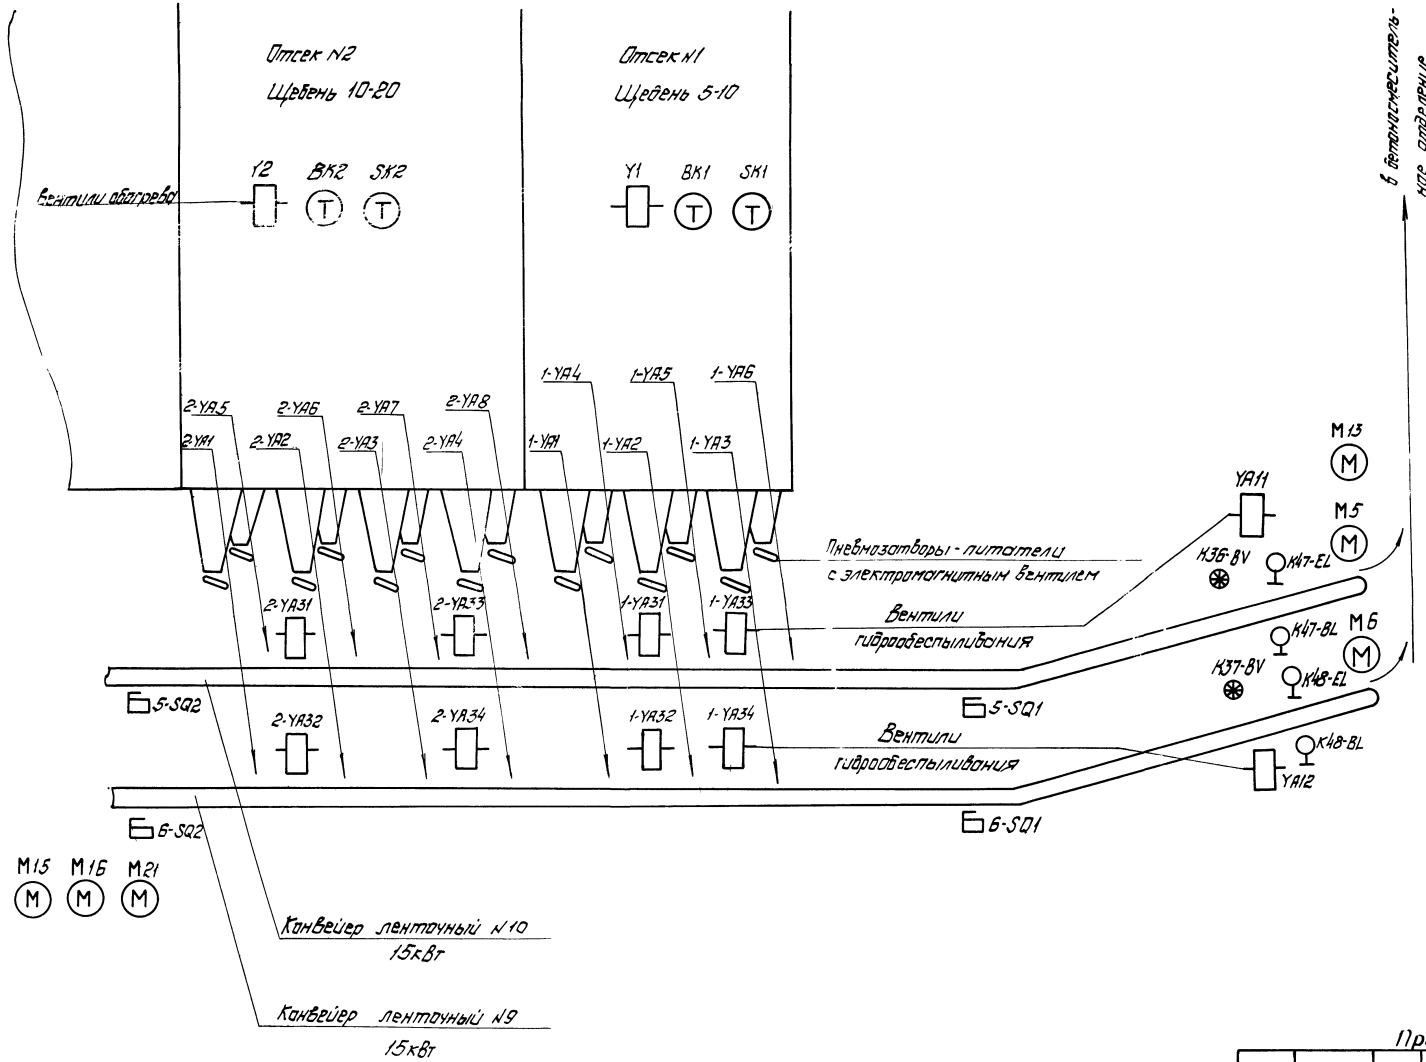 Отсек N2
Щебень 10-20
Отсек N1
Щебень 5-10
в бетоносмеситель-
ное отделение
Y2
BK2
SK2
Y1
BK1
SK1
Вентили обогрева
T
T
T
T
1-YA4
1-YA5
1-YA6
2-YA5
2-YA6
2-YA7
2-YA8
2-YA1
2-YA2
2-YA3
2-YA4
1-YA1
1-YA2
1-YA3
M13
M
YA11
M5
M
Пневмозатворы-питатели
с электромагнитным вентилем
K36-BV
K47-EL
2-YA31
2-YA33
1-YA31
1-YA33
Вентили
гидрообеспыливания
K47-BL
M6
M
K37-BV
K48-EL
5-SQ2
5-SQ1
2-YA32
2-YA34
1-YA32
1-YA34
Вентили
гидрообеспыливания
K48-BL
YA12
6-SQ2
6-SQ1
M15
M16
M21
M
M
M
Конвейер ленточный N10
15кВт
Конвейер ленточный N9
15кВт
Пр